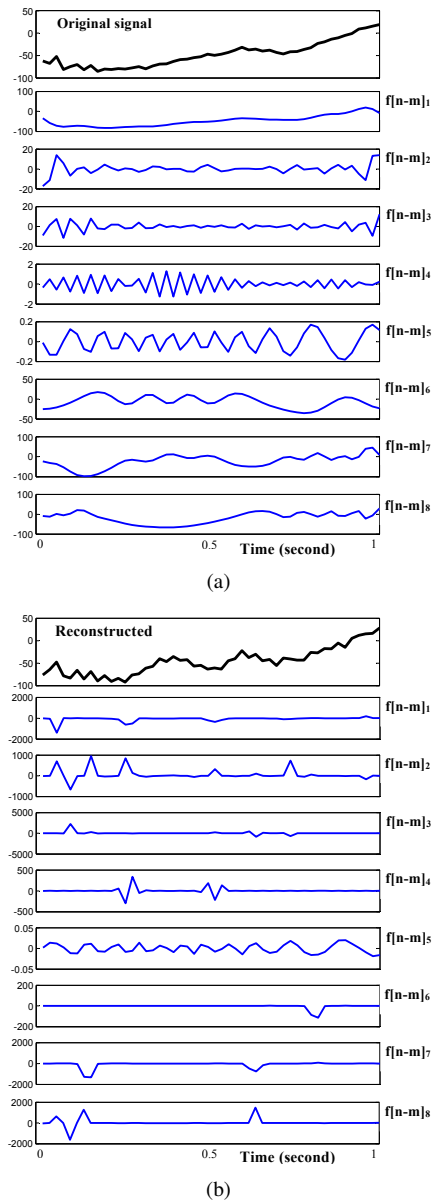 50
Original signal
0
-50
-100
100
f[n-m]1
0
-100
20
f[n-m]2
0
-20
20
f[n-m]3
0
-20
2
f[n-m]4
0
-2
0.2
f[n-m]5
0
-0.2
50
f[n-m]6
0
-50
100
f[n-m]7
0
-100
100
f[n-m]8
0
-100
0 0.5 Time (second) 1
(a)
50
Reconstructed
0
-50
-100
2000
f[n-m]1
0
-2000
1000
f[n-m]2
0
-1000
5000
f[n-m]3
0
-5000
500
f[n-m]4
0
-500
0.05
f[n-m]5
0
-0.05
200
f[n-m]6
0
-200
2000
f[n-m]7
0
-2000
2000
f[n-m]8
0
-2000
0 0.5 Time (second) 1
(b)